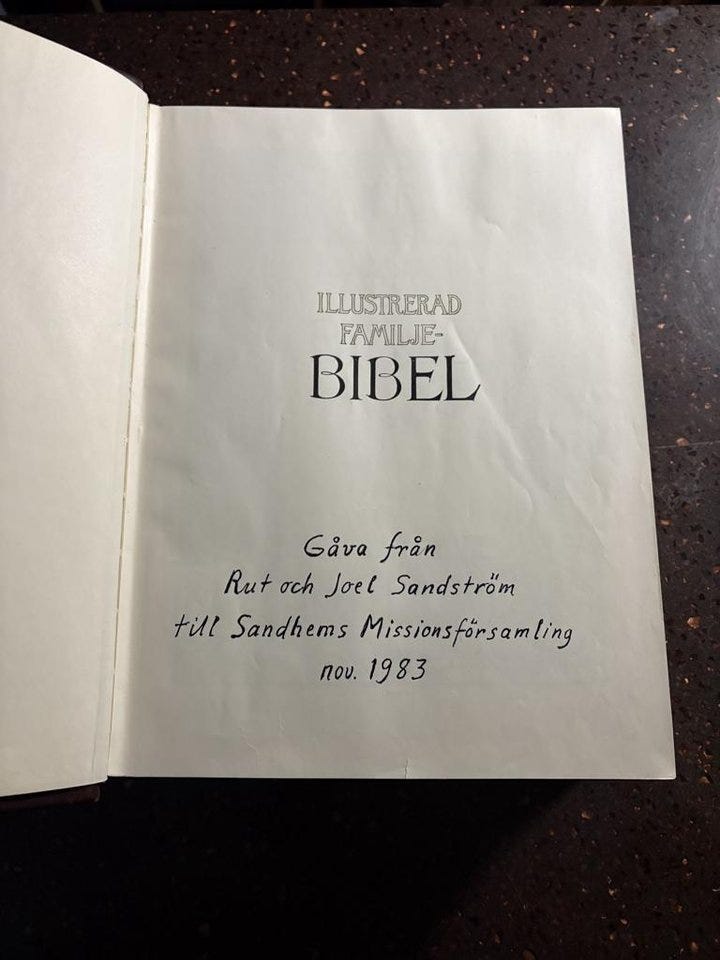 ILLUSTRERAD
FAMILJE-
BIBEL
Gåva från
Rut och Joel Sandström
till Sandhems Missionsförsamling
nov. 1983